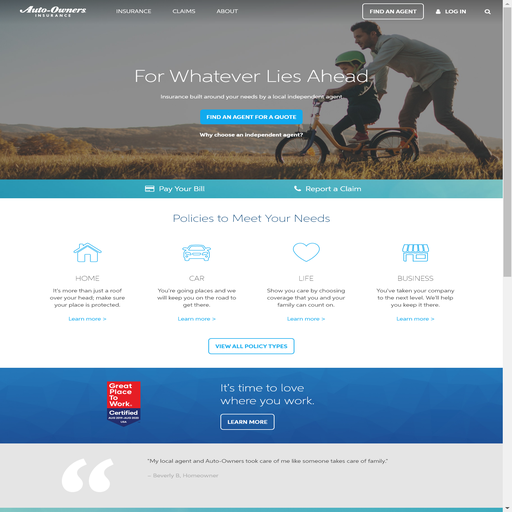 Auto-Owners
INSURANCE
INSURANCE
CLAIMS
ABOUT
FIND AN AGENT
LOG IN
For Whatever Lies Ahead
Insurance built around your needs by a local independent agent.
FIND AN AGENT FOR A QUOTE
Why choose an independent agent?
Pay Your Bill
Report a Claim
Policies to Meet Your Needs
HOME
It's more than just a roof
over your head; make sure
your place is protected.
Learn more >
CAR
You're going places and we
will keep you on the road to
get there.
Learn more >
LIFE
Show you care by choosing
coverage that you and your
family can count on.
Learn more >
BUSINESS
You've taken your company
to the next level. We'll help
you keep it there.
Learn more >
VIEW ALL POLICY TYPES
Great
Place
To
Work.
Certified
USA
It's time to love
where you work.
LEARN MORE
"My local agent and Auto-Owners took care of me like someone takes care of family."
– Beverly B., Homeowner